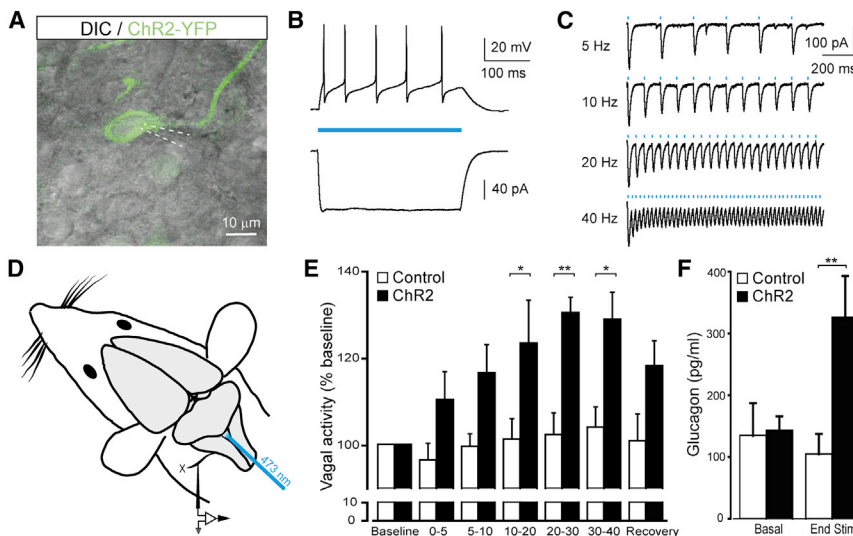 A
DIC / ChR2-YFP
10 μm
B
20 mV
100 ms
40 pA
C
5 Hz
10 Hz
20 Hz
40 Hz
100 pA
200 ms
D
X
473 nm
E
Vagal activity (% baseline)
140
120
100
10
0
Control
ChR2
*
**
*
Baseline 0-5 5-10 10-20 20-30 30-40 Recovery
F
Glucagon (pg/ml)
400
300
200
100
0
Control
ChR2
**
Basal End Stim